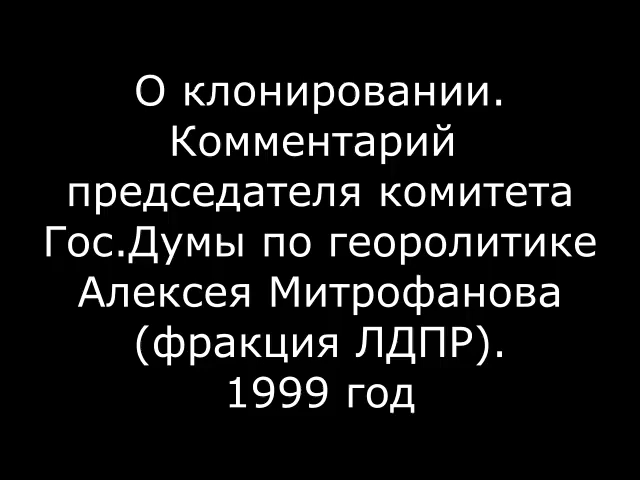 О клонировании.
Комментарий
председателя комитета
Гос.Думы по георолитике
Алексея Митрофанова
(фракция ЛДПР).
1999 год